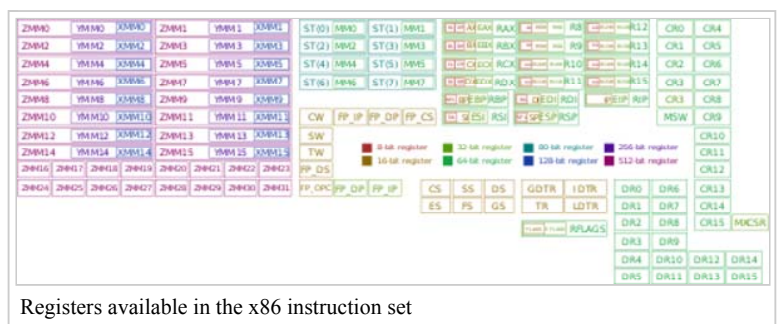 ZMM0 YMM0 XMM0 ZMM1 YMM1 XMM1 ST(0) MM0 ST(1) MM1 EAX RAX R8 R12 CR0 CR4
ZMM2 YMM2 XMM2 ZMM3 YMM3 XMM3 ST(2) MM2 ST(3) MM3 RBX R9 R13 CR1 CR5
ZMM4 YMM4 XMM4 ZMM5 YMM5 XMM5 ST(4) MM4 ST(5) MM5 RCX R10 R14 CR2 CR6
ZMM6 YMM6 XMM6 ZMM7 YMM7 XMM7 ST(6) MM6 ST(7) MM7 RDX R11 R15 CR3 CR7
ZMM8 YMM8 XMM8 ZMM9 YMM9 XMM9 EBP RBP EDI RDI EIP RIP CR3 CR8
ZMM10 YMM10 XMM10 ZMM11 YMM11 XMM11 CW FP_IP FP_DP FP_CS ESI RSI ESP RSP MSW CR9
ZMM12 YMM12 XMM12 ZMM13 YMM13 XMM13 SW CR10
ZMM14 YMM14 XMM14 ZMM15 YMM15 XMM15 TW 8-bit register 32-bit register 80-bit register 256-bit register CR11
ZMM16 ZMM17 ZMM18 ZMM19 ZMM20 ZMM21 ZMM22 ZMM23 FP_DS 16-bit register 64-bit register 128-bit register 512-bit register CR12
ZMM24 ZMM25 ZMM26 ZMM27 ZMM28 ZMM29 ZMM30 ZMM31 FP_OPC FP_DP FP_IP CS SS DS GDTR IDTR DR0 DR6 CR13
ES FS GS TR LDTR DR1 DR7 CR14
RFLAGS DR2 DR8 CR15 MXCSR
DR3 DR9
DR4 DR10 DR12 DR14
DR5 DR11 DR13 DR15
Registers available in the x86 instruction set